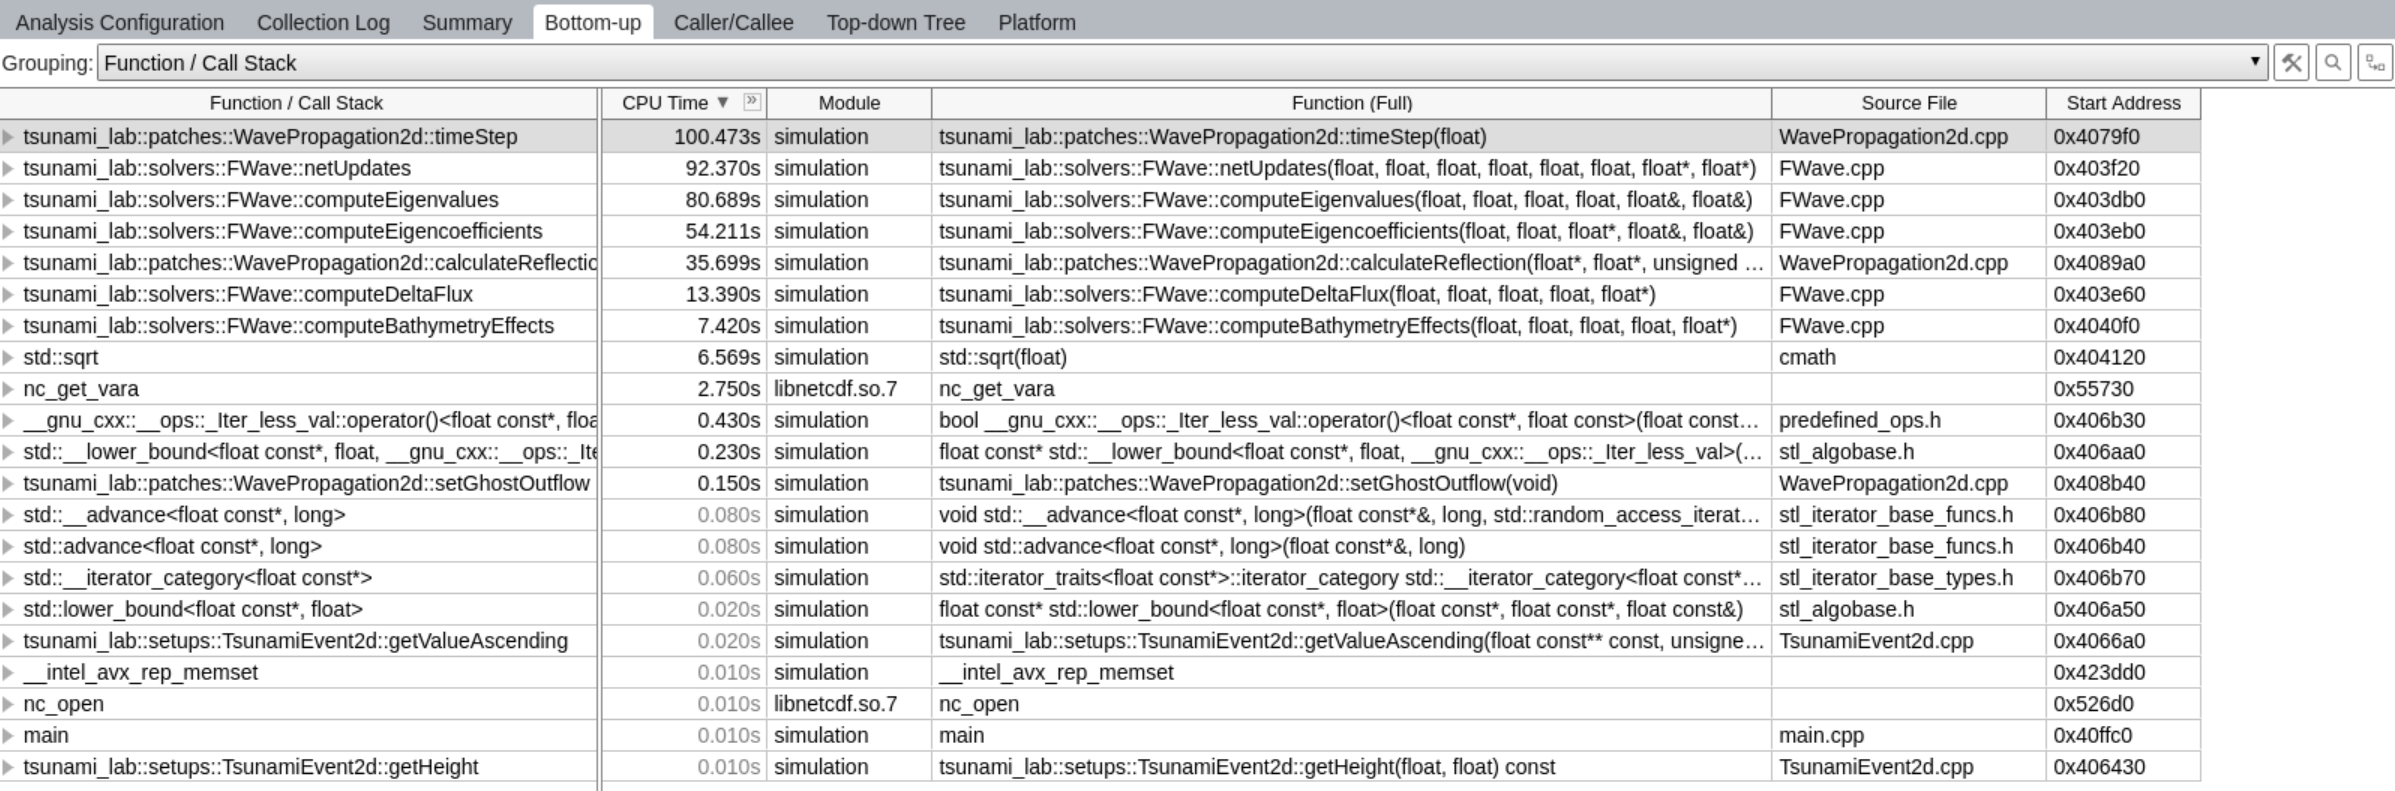 Analysis Configuration Collection Log Summary Bottom-up Caller/Callee Top-down Tree Platform
Grouping: Function / Call Stack
Function / Call Stack CPU Time Module Function (Full) Source File Start Address
tsunami_lab::patches::WavePropagation2d::timeStep 100.473s simulation tsunami_lab::patches::WavePropagation2d::timeStep(float) WavePropagation2d.cpp 0x4079f0
tsunami_lab::solvers::FWave::netUpdates 92.370s simulation tsunami_lab::solvers::FWave::netUpdates(float, float, float, float, float, float, float*, float*) FWave.cpp 0x403f20
tsunami_lab::solvers::FWave::computeEigenvalues 80.689s simulation tsunami_lab::solvers::FWave::computeEigenvalues(float, float, float, float, float&, float&) FWave.cpp 0x403db0
tsunami_lab::solvers::FWave::computeEigencoefficients 54.211s simulation tsunami_lab::solvers::FWave::computeEigencoefficients(float, float, float*, float&, float&) FWave.cpp 0x403eb0
tsunami_lab::patches::WavePropagation2d::calculateReflectic 35.699s simulation tsunami_lab::patches::WavePropagation2d::calculateReflection(float*, float*, unsigned ... WavePropagation2d.cpp 0x4089a0
tsunami_lab::solvers::FWave::computeDeltaFlux 13.390s simulation tsunami_lab::solvers::FWave::computeDeltaFlux(float, float, float, float, float*) FWave.cpp 0x403e60
tsunami_lab::solvers::FWave::computeBathymetryEffects 7.420s simulation tsunami_lab::solvers::FWave::computeBathymetryEffects(float, float, float, float, float*) FWave.cpp 0x4040f0
std::sqrt 6.569s simulation std::sqrt(float) cmath 0x404120
nc_get_vara 2.750s libnetcdf.so.7 nc_get_vara 0x55730
__gnu_cxx::__ops::_Iter_less_val::operator()<float const*, floa 0.430s simulation bool __gnu_cxx::__ops::_Iter_less_val::operator()<float const*, float const>(float const... predefined_ops.h 0x406b30
std::__lower_bound<float const*, float, __gnu_cxx::__ops::_Ite 0.230s simulation float const* std::__lower_bound<float const*, float, __gnu_cxx::__ops::_Iter_less_val>(... stl_algobase.h 0x406aa0
tsunami_lab::patches::WavePropagation2d::setGhostOutflow 0.150s simulation tsunami_lab::patches::WavePropagation2d::setGhostOutflow(void) WavePropagation2d.cpp 0x408b40
std::__advance<float const*, long> 0.080s simulation void std::__advance<float const*, long>(float const*&, long, std::random_access_iterat... stl_iterator_base_funcs.h 0x406b80
std::advance<float const*, long> 0.080s simulation void std::advance<float const*, long>(float const*&, long) stl_iterator_base_funcs.h 0x406b40
std::__iterator_category<float const*> 0.060s simulation std::iterator_traits<float const*>::iterator_category std::__iterator_category<float const*... stl_iterator_base_types.h 0x406b70
std::lower_bound<float const*, float> 0.020s simulation float const* std::lower_bound<float const*, float>(float const*, float const*, float const&) stl_algobase.h 0x406a50
tsunami_lab::setups::TsunamiEvent2d::getValueAscending 0.020s simulation tsunami_lab::setups::TsunamiEvent2d::getValueAscending(float const** const, unsigne... TsunamiEvent2d.cpp 0x4066a0
__intel_avx_rep_memset 0.010s simulation __intel_avx_rep_memset 0x423dd0
nc_open 0.010s libnetcdf.so.7 nc_open 0x526d0
main 0.010s simulation main main.cpp 0x40ffc0
tsunami_lab::setups::TsunamiEvent2d::getHeight 0.010s simulation tsunami_lab::setups::TsunamiEvent2d::getHeight(float, float) const TsunamiEvent2d.cpp 0x406430